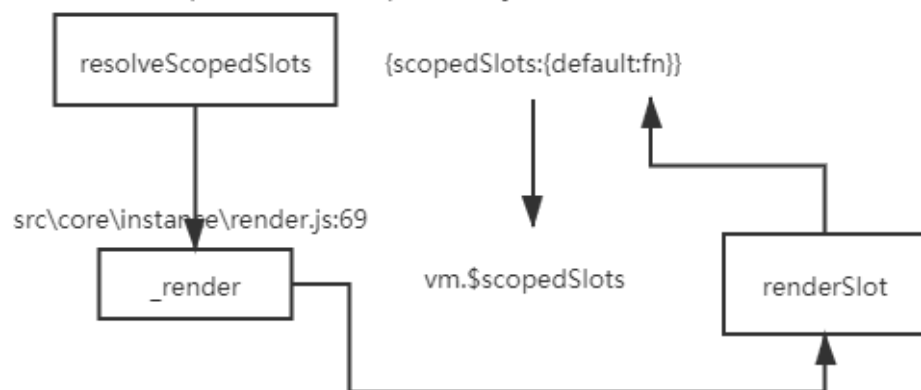 resolveScopedSlots
{scopedSlots:{default:fn}}
src\core\instance\render.js:69
_render
vm.$scopedSlots
renderSlot